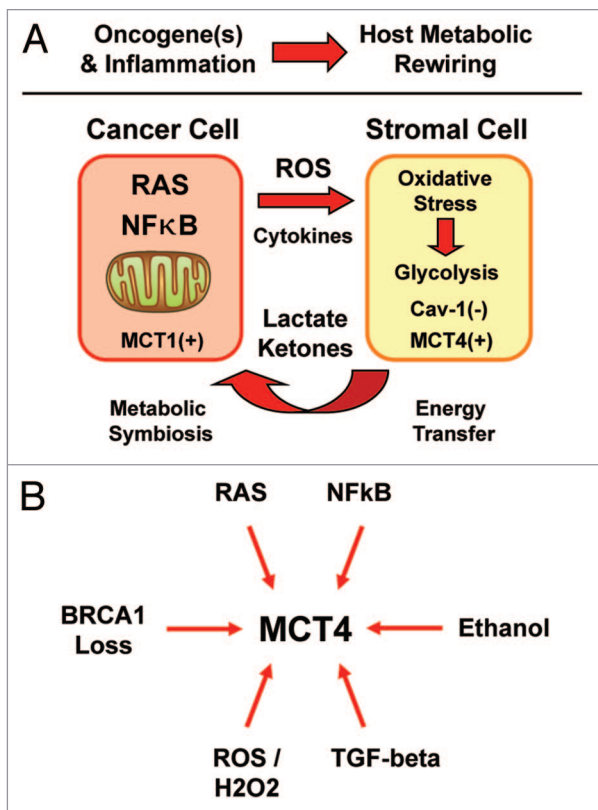 A
Oncogene(s)
& Inflammation
Host Metabolic
Rewiring
Cancer Cell
Stromal Cell
RAS
NFκB
MCT1(+)
ROS
Cytokines
Oxidative
Stress
Glycolysis
Cav-1(-)
MCT4(+)
Lactate
Ketones
Metabolic
Symbiosis
Energy
Transfer
B
RAS
NFkB
BRCA1
Loss
MCT4
Ethanol
ROS /
H2O2
TGF-beta